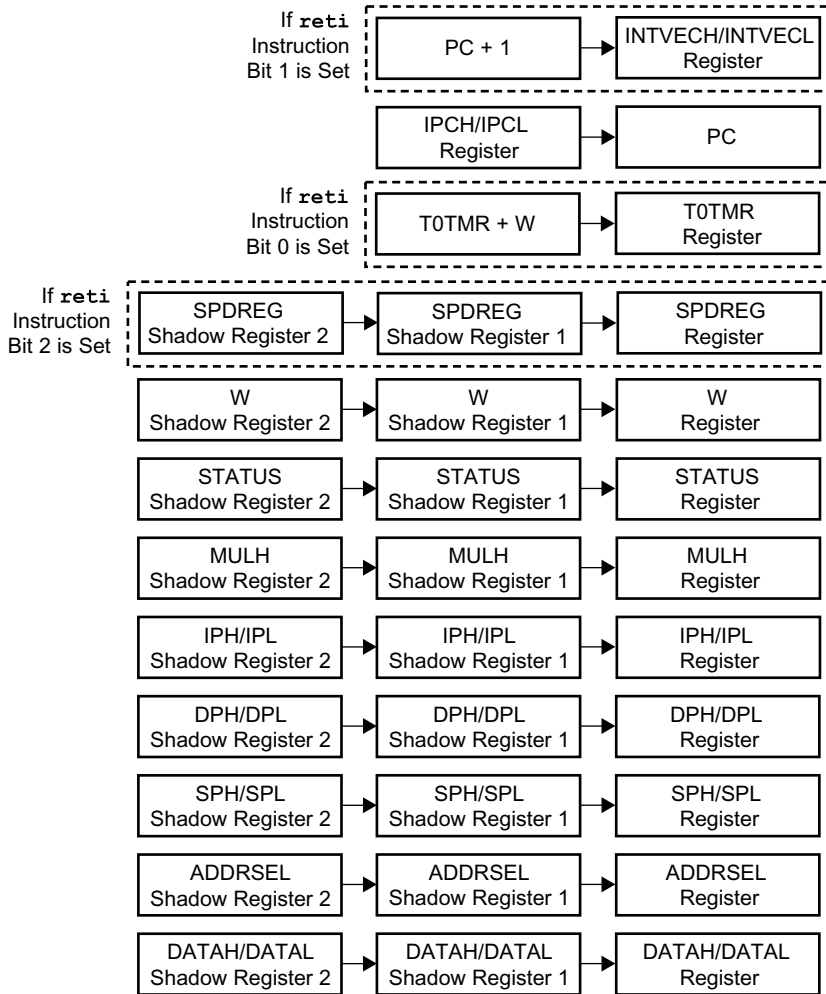 If reti
Instruction
Bit 1 is Set
PC + 1
INTVECH/INTVECL
Register
IPCH/IPCL
Register
PC
If reti
Instruction
Bit 0 is Set
T0TMR + W
T0TMR
Register
If reti
Instruction
Bit 2 is Set
SPDREG
Shadow Register 2
SPDREG
Shadow Register 1
SPDREG
Register
W
Shadow Register 2
W
Shadow Register 1
W
Register
STATUS
Shadow Register 2
STATUS
Shadow Register 1
STATUS
Register
MULH
Shadow Register 2
MULH
Shadow Register 1
MULH
Register
IPH/IPL
Shadow Register 2
IPH/IPL
Shadow Register 1
IPH/IPL
Register
DPH/DPL
Shadow Register 2
DPH/DPL
Shadow Register 1
DPH/DPL
Register
SPH/SPL
Shadow Register 2
SPH/SPL
Shadow Register 1
SPH/SPL
Register
ADDRSEL
Shadow Register 2
ADDRSEL
Shadow Register 1
ADDRSEL
Register
DATAH/DATAL
Shadow Register 2
DATAH/DATAL
Shadow Register 1
DATAH/DATAL
Register